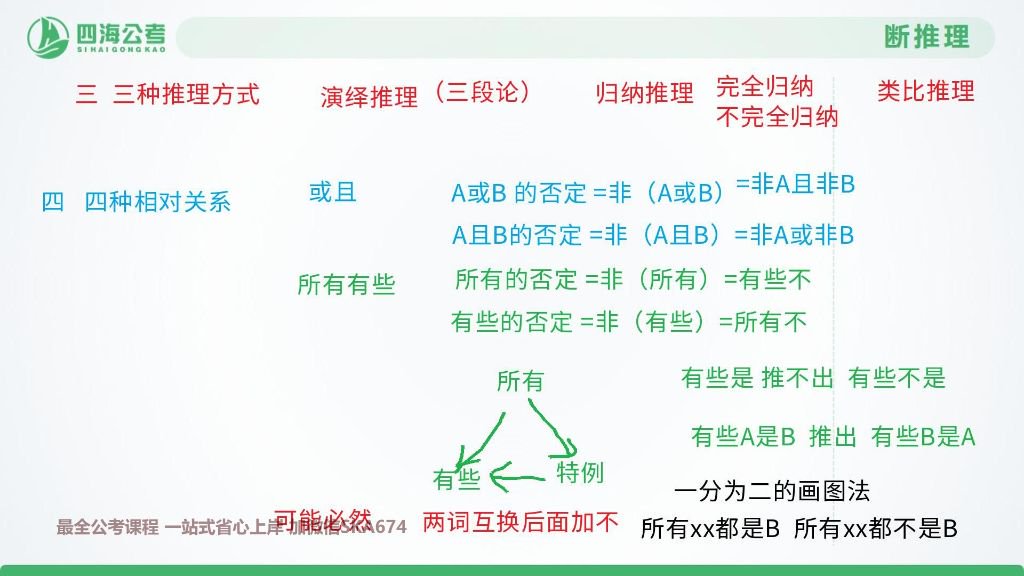 四海公考
SIHAIGONGKAO
断推理
三 三种推理方式 演绎推理（三段论） 归纳推理 完全归纳 类比推理
不完全归纳
四 四种相对关系 或且 A或B 的否定 =非（A或B）=非A且非B
A且B的否定 =非（A且B）=非A或非B
所有有些 所有的否定 =非（所有）=有些不
有些的否定 =非（有些）=所有不
所有 有些是 推不出 有些不是
有些A是B 推出 有些B是A
有些 特例
一分为二的画图法
可能必然 两词互换后面加不 所有xx都是B 所有xx都不是B
最全公考课程 一站式省心上岸 加微信SKA674